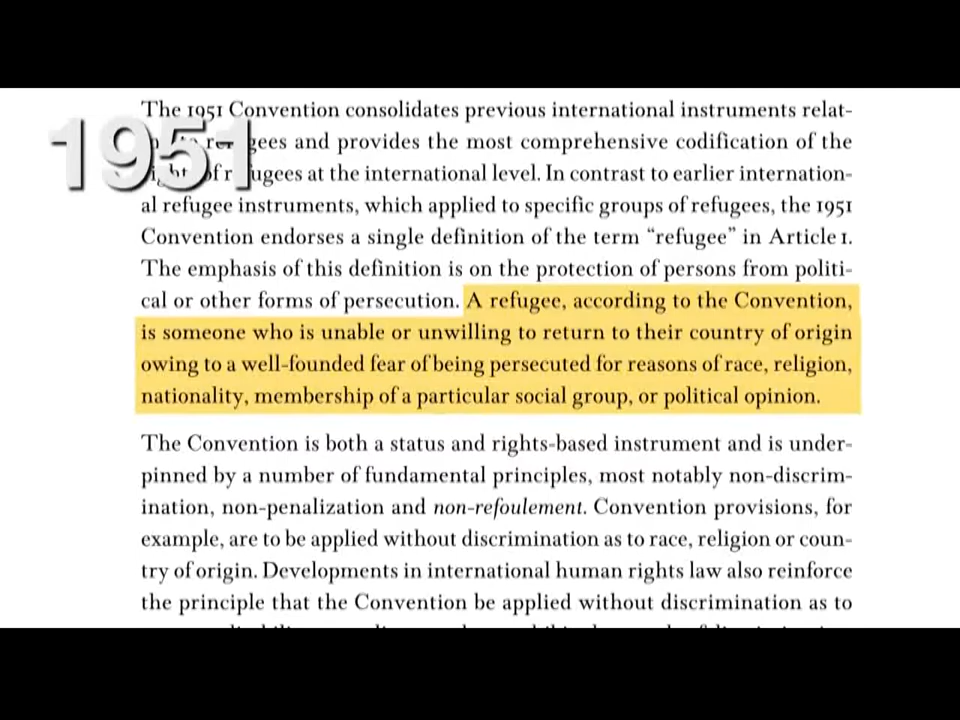 1951
The 1951 Convention consolidates previous international instruments relat-
refugees and provides the most comprehensive codification of the
of refugees at the international level. In contrast to earlier internation-
al refugee instruments, which applied to specific groups of refugees, the 1951
Convention endorses a single definition of the term “refugee” in Article 1.
The emphasis of this definition is on the protection of persons from politi-
cal or other forms of persecution. A refugee, according to the Convention,
is someone who is unable or unwilling to return to their country of origin
owing to a well-founded fear of being persecuted for reasons of race, religion,
nationality, membership of a particular social group, or political opinion.
The Convention is both a status and rights-based instrument and is under-
pinned by a number of fundamental principles, most notably non-discrim-
ination, non-penalization and non-refoulement. Convention provisions, for
example, are to be applied without discrimination as to race, religion or coun-
try of origin. Developments in international human rights law also reinforce
the principle that the Convention be applied without discrimination as to